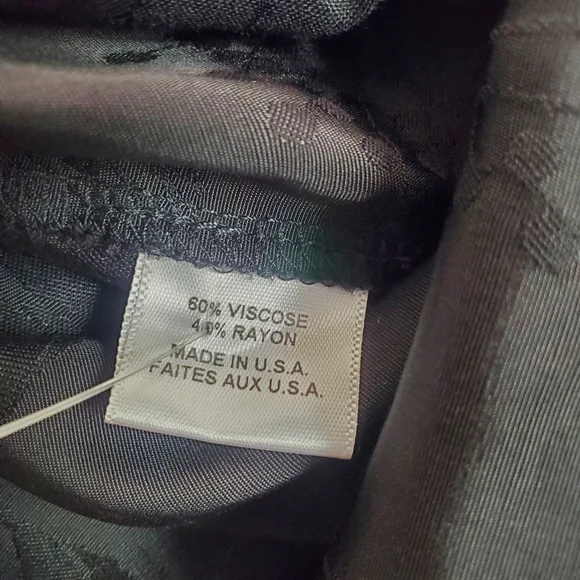 60% VISCOSE
40% RAYON
MADE IN U.S.A.
FAITES AUX U.S.A.